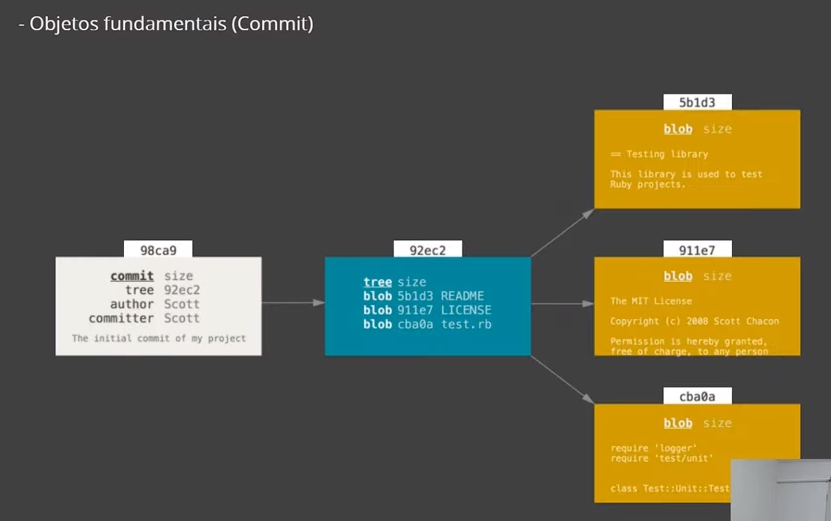 - Objetos fundamentais (Commit)
98ca9
commit size
tree 92ec2
author Scott
committer Scott
The initial commit of my project
92ec2
tree size
blob 5b1d3 README
blob 911e7 LICENSE
blob cba0a test.rb
5b1d3
blob size
== Testing library
This library is used to test
Ruby projects.
911e7
blob size
The MIT License
Copyright (c) 2008 Scott Chacon
Permission is hereby granted,
free of charge, to any person
cba0a
blob size
require 'logger'
require 'test/unit'
class Test::Unit::Test